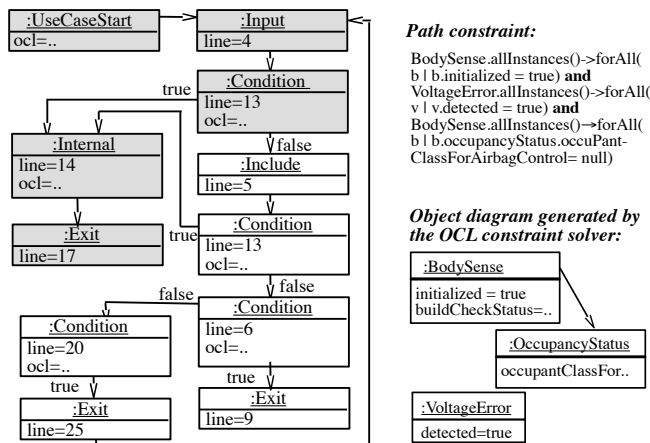 :UseCaseStart
ocl=..
:Input
line=4
:Condition
line=13
ocl=..
true
false
:Internal
line=14
ocl=..
:Include
line=5
:Exit
line=17
true
:Condition
line=13
ocl=..
false
false
:Condition
line=20
ocl=..
:Condition
line=6
ocl=..
true
true
:Exit
line=25
:Exit
line=9
Path constraint:
BodySense.allInstances()->forAll(
b | b.initialized = true) and
VoltageError.allInstances()->forAll(
v | v.detected = true) and
BodySense.allInstances()→forAll(
b | b.occupancyStatus.occuPant-
ClassForAirbagControl= null)
Object diagram generated by
the OCL constraint solver:
:BodySense
initialized = true
buildCheckStatus=..
:OccupancyStatus
occupantClassFor..
:VoltageError
detected=true